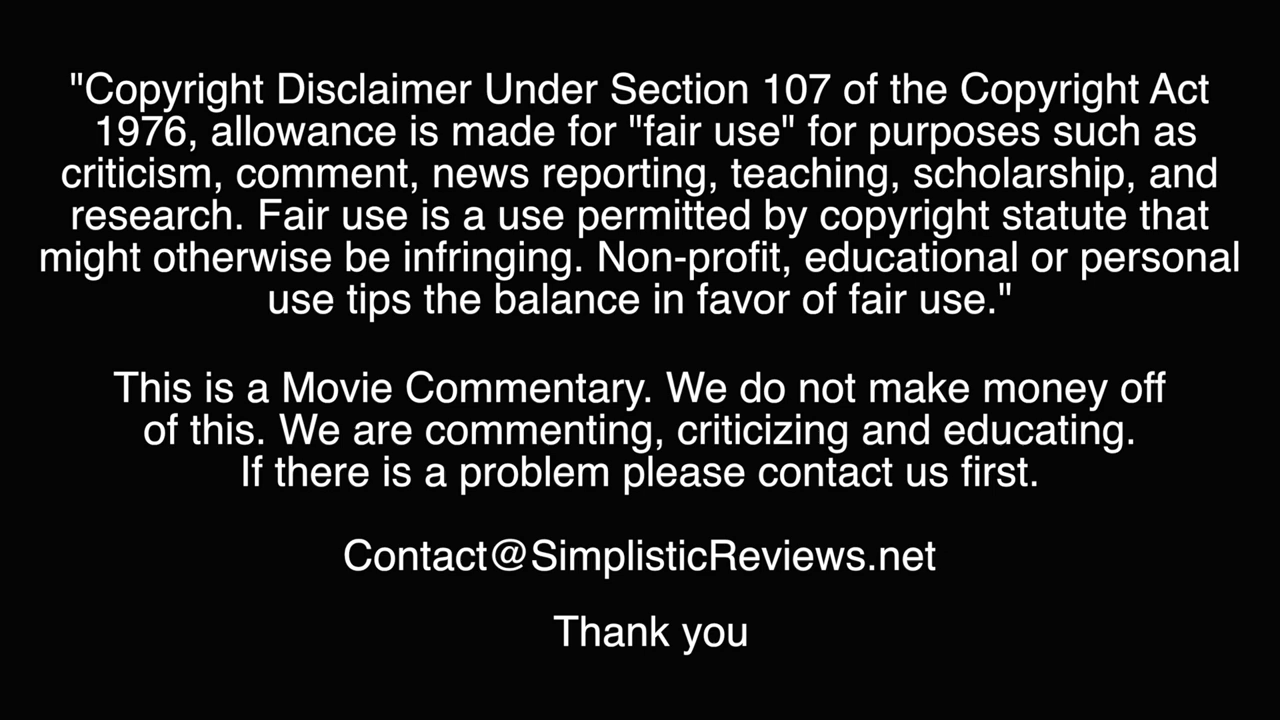 "Copyright Disclaimer Under Section 107 of the Copyright Act
1976, allowance is made for "fair use" for purposes such as
criticism, comment, news reporting, teaching, scholarship, and
research. Fair use is a use permitted by copyright statute that
might otherwise be infringing. Non-profit, educational or personal
use tips the balance in favor of fair use."
This is a Movie Commentary. We do not make money off
of this. We are commenting, criticizing and educating.
If there is a problem please contact us first.
Contact@SimplisticReviews.net
Thank you